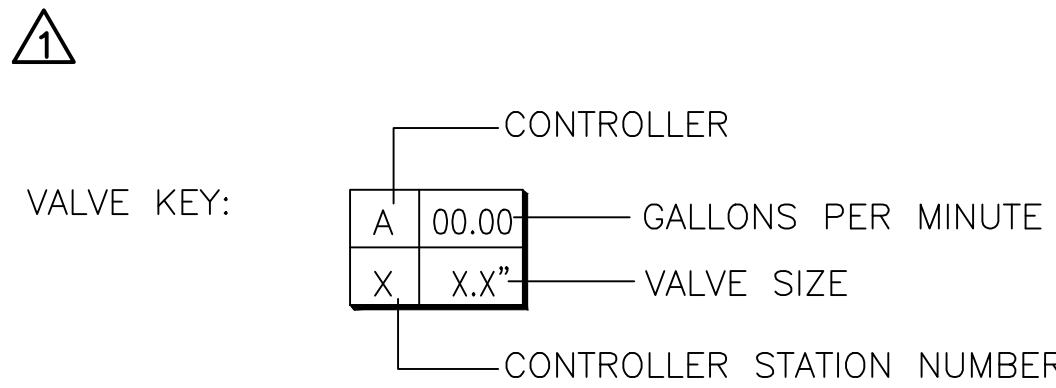 1
CONTROLLER
VALVE KEY:
A 00.00 GALLONS PER MINUTE
X X.X" VALVE SIZE
CONTROLLER STATION NUMBER